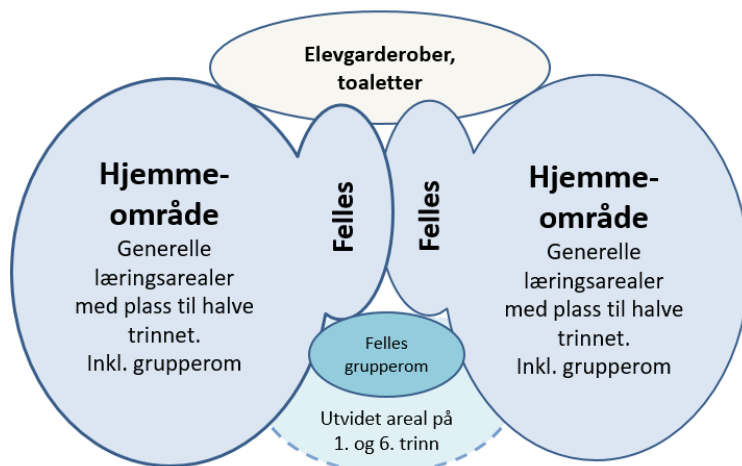 Elevgarderober,
toaletter
Hjemme-
område
Generelle
læringsarealer
med plass til halve
trinnet.
Inkl. grupperom
Felles
Felles
Hjemme-
område
Generelle
læringsarealer
med plass til halve
trinnet.
Inkl. grupperom
Felles
grupperom
Utvidet areal på
1. og 6. trinn